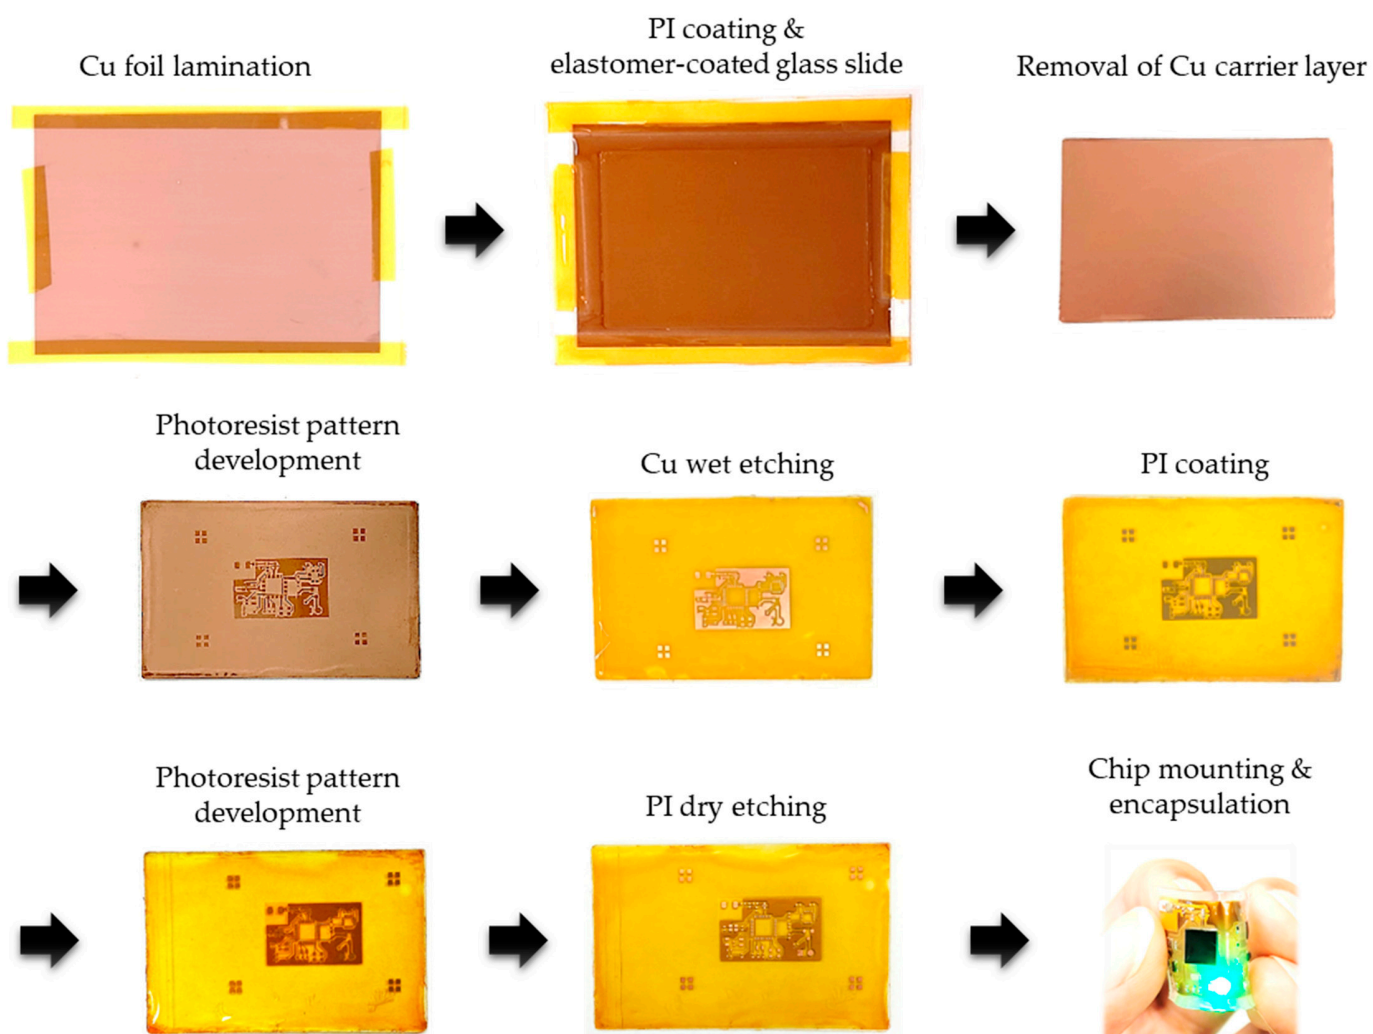 Cu foil lamination
PI coating &
elastomer-coated glass slide
Removal of Cu carrier layer
Photoresist pattern
development
Cu wet etching
PI coating
Photoresist pattern
development
PI dry etching
Chip mounting &
encapsulation